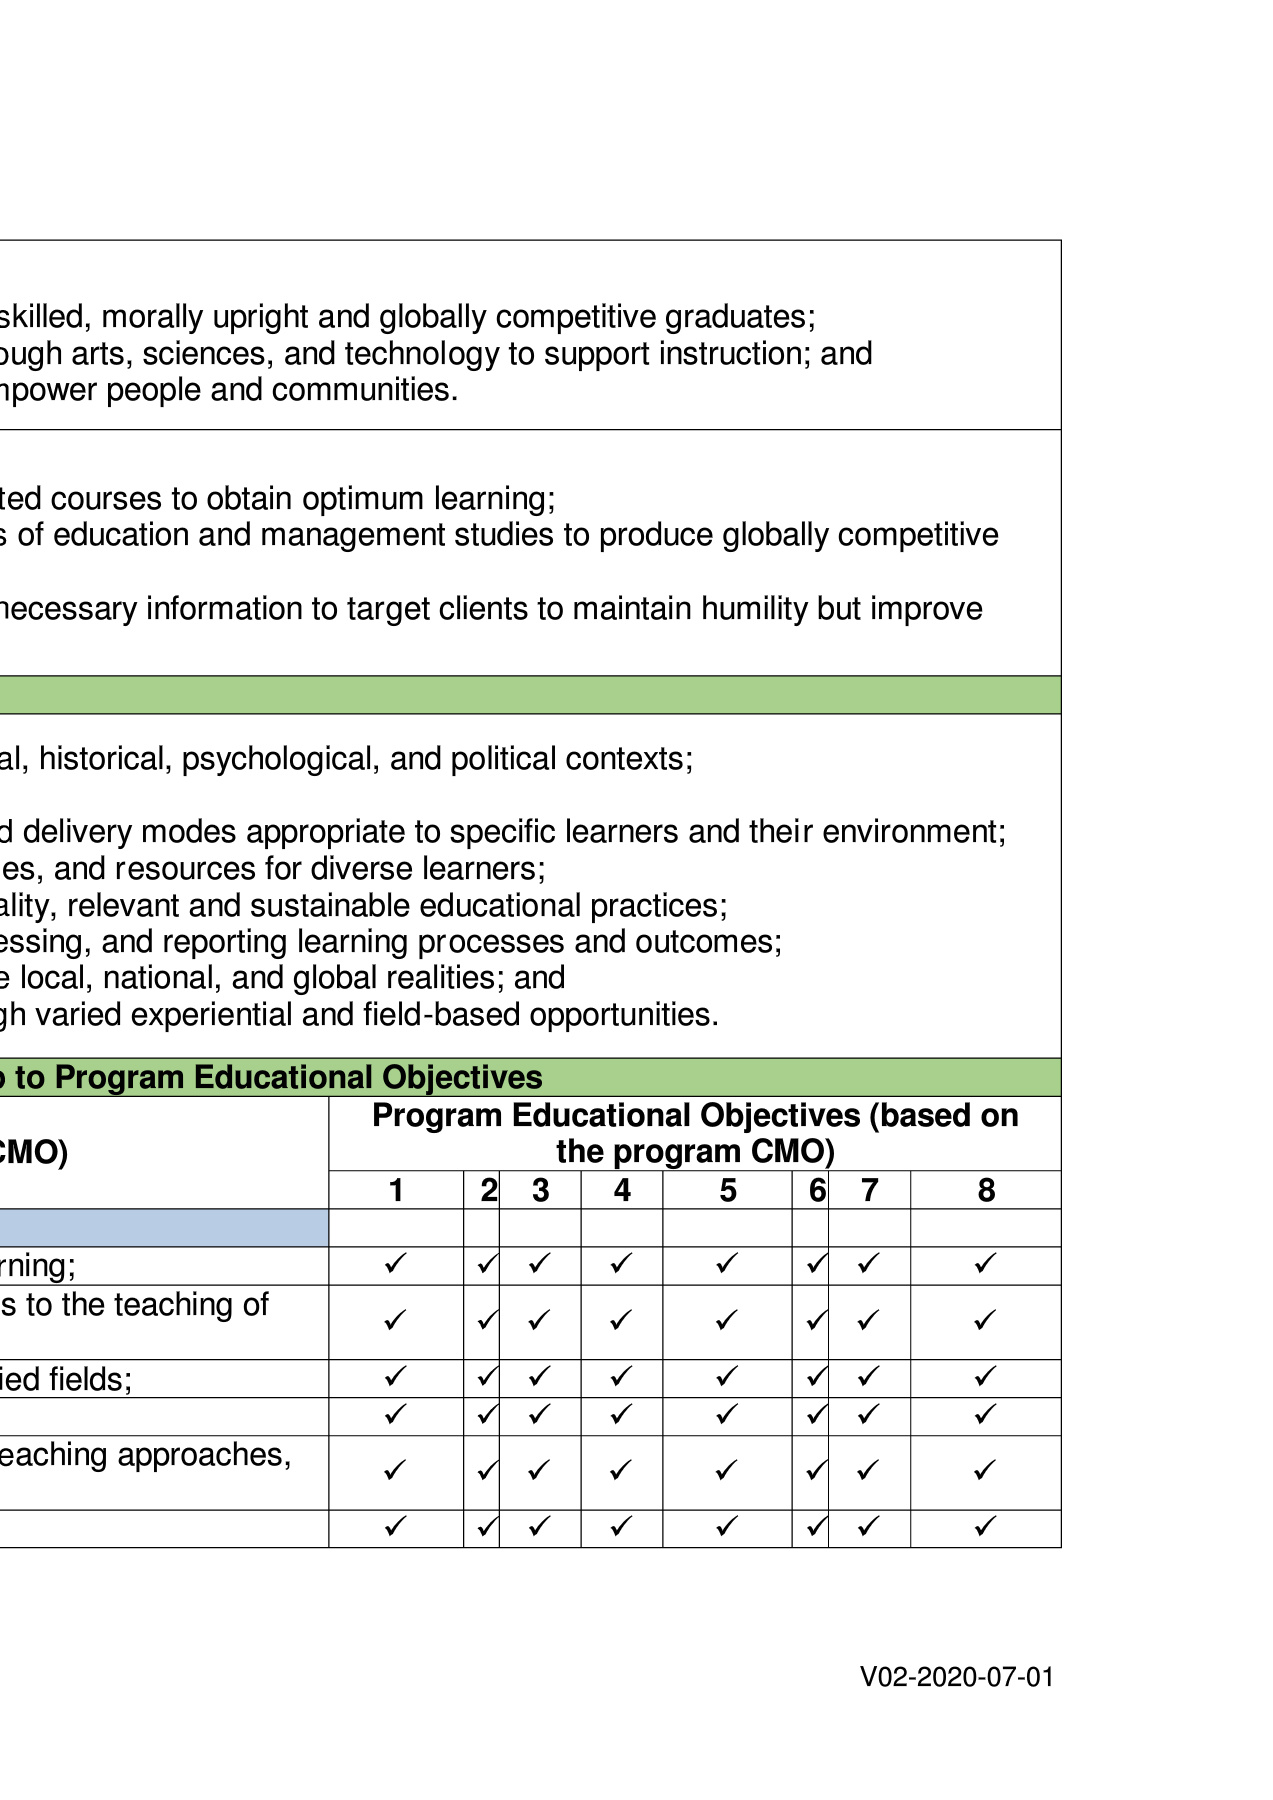 skilled, morally upright and globally competitive graduates;
ough arts, sciences, and technology to support instruction; and
mpower people and communities.
ted courses to obtain optimum learning;
s of education and management studies to produce globally competitive
necessary information to target clients to maintain humility but improve
al, historical, psychological, and political contexts;
d delivery modes appropriate to specific learners and their environment;
es, and resources for diverse learners;
ality, relevant and sustainable educational practices;
essing, and reporting learning processes and outcomes;
e local, national, and global realities; and
gh varied experiential and field-based opportunities.
p to Program Educational Objectives
Program Educational Objectives (based on
the program CMO)
CMO)
1 2 3 4 5 6 7 8
rning; ✓ ✓ ✓ ✓ ✓ ✓ ✓ ✓
s to the teaching of
✓ ✓ ✓ ✓ ✓ ✓ ✓ ✓
ied fields; ✓ ✓ ✓ ✓ ✓ ✓ ✓ ✓
✓ ✓ ✓ ✓ ✓ ✓ ✓ ✓
eaching approaches,
✓ ✓ ✓ ✓ ✓ ✓ ✓ ✓
✓ ✓ ✓ ✓ ✓ ✓ ✓ ✓
V02-2020-07-01